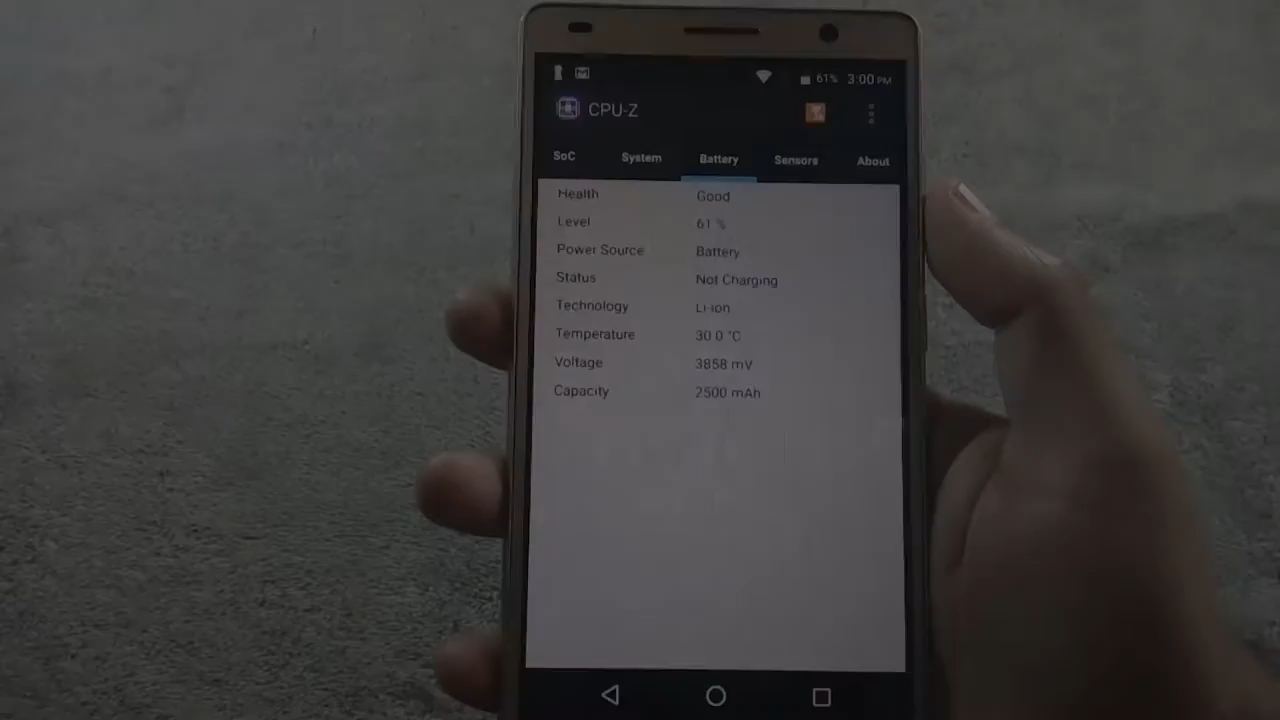 61% 3:00 PM
CPU-Z
SoC System Battery Sensors About
Health Good
Level 61 %
Power Source Battery
Status Not Charging
Technology Li-ion
Temperature 30.0 °C
Voltage 3858 mV
Capacity 2500 mAh